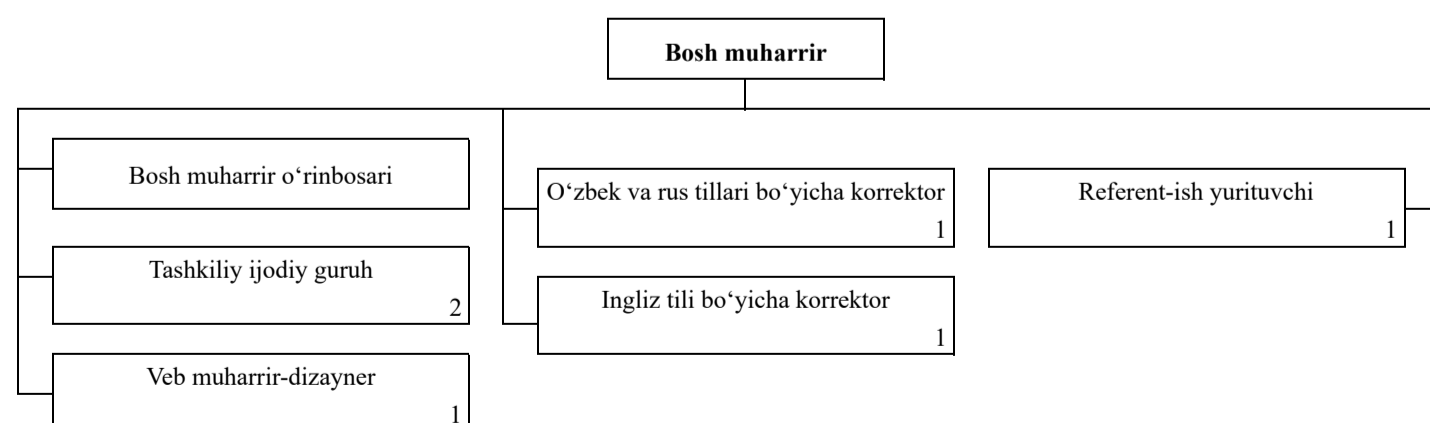 Bosh muharrir
Bosh muharrir o‘rinbosari
Tashkiliy ijodiy guruh
2
Veb muharrir-dizayner
1
O‘zbek va rus tillari bo‘yicha korrektor
1
Ingliz tili bo‘yicha korrektor
1
Referent-ish yurituvchi
1